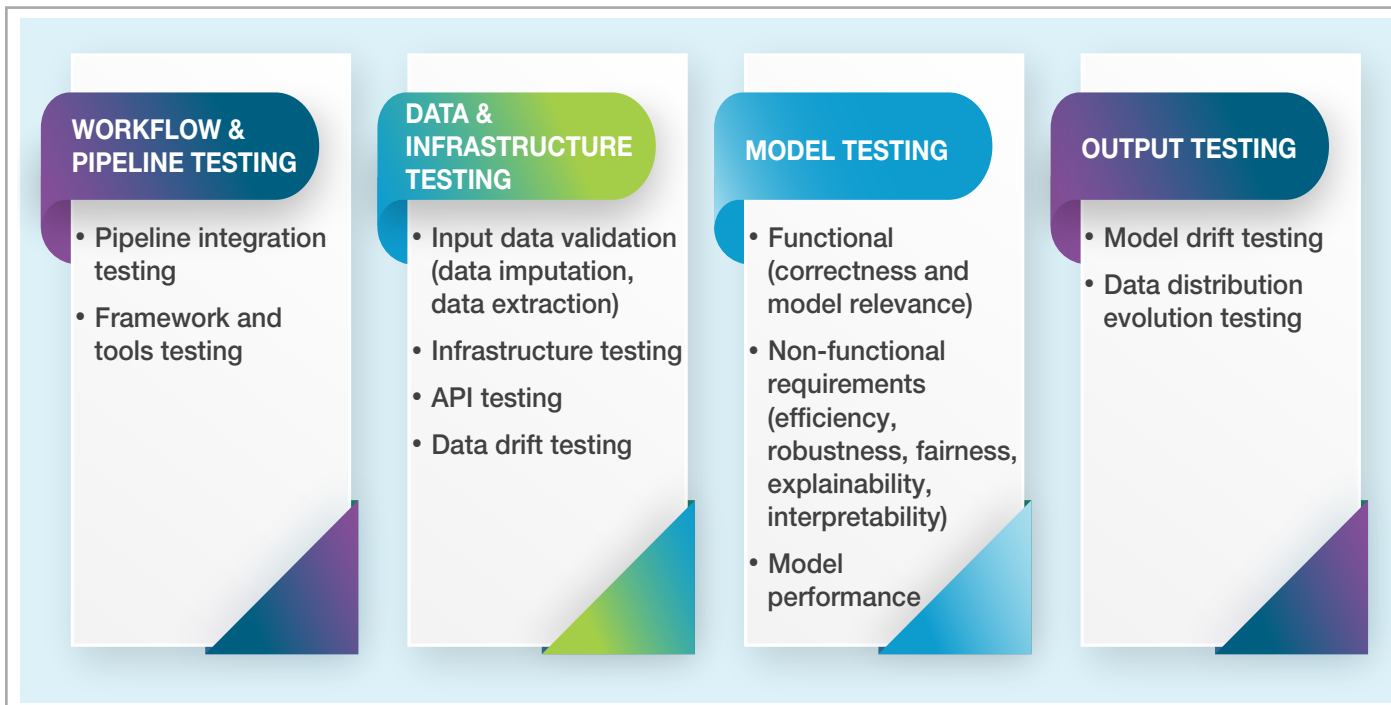 WORKFLOW &
PIPELINE TESTING
• Pipeline integration
testing
• Framework and
tools testing
DATA &
INFRASTRUCTURE
TESTING
• Input data validation
(data imputation,
data extraction)
• Infrastructure testing
• API testing
• Data drift testing
MODEL TESTING
• Functional
(correctness and
model relevance)
• Non-functional
requirements
(efficiency,
robustness, fairness,
explainability,
interpretability)
• Model
performance
OUTPUT TESTING
• Model drift testing
• Data distribution
evolution testing